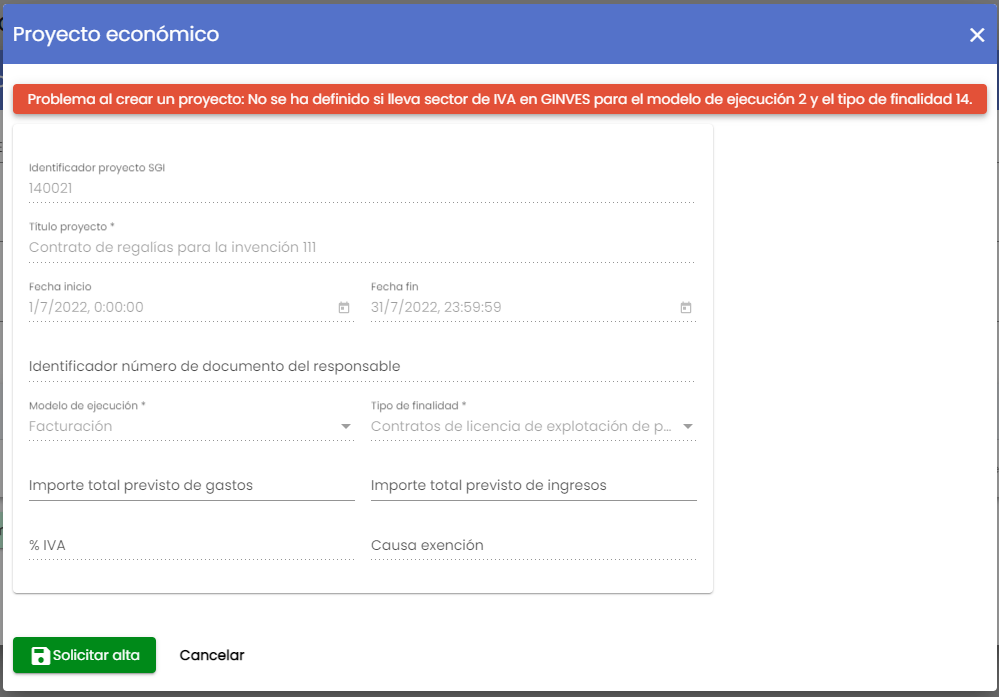 Proyecto económico
Problema al crear un proyecto: No se ha definido si lleva sector de IVA en GINVES para el modelo de ejecución 2 y el tipo de finalidad 14.
Identificador proyecto SGI
140021
Título proyecto *
Contrato de regalías para la invención 111
Fecha inicio
Fecha fin
1/7/2022, 0:00:00
31/7/2022, 23:59:59
Identificador número de documento del responsable
Modelo de ejecución *
Tipo de finalidad *
Facturación
Contratos de licencia de explotación de p...
Importe total previsto de gastos
Importe total previsto de ingresos
% IVA
Causa exención
Solicitar alta
Cancelar